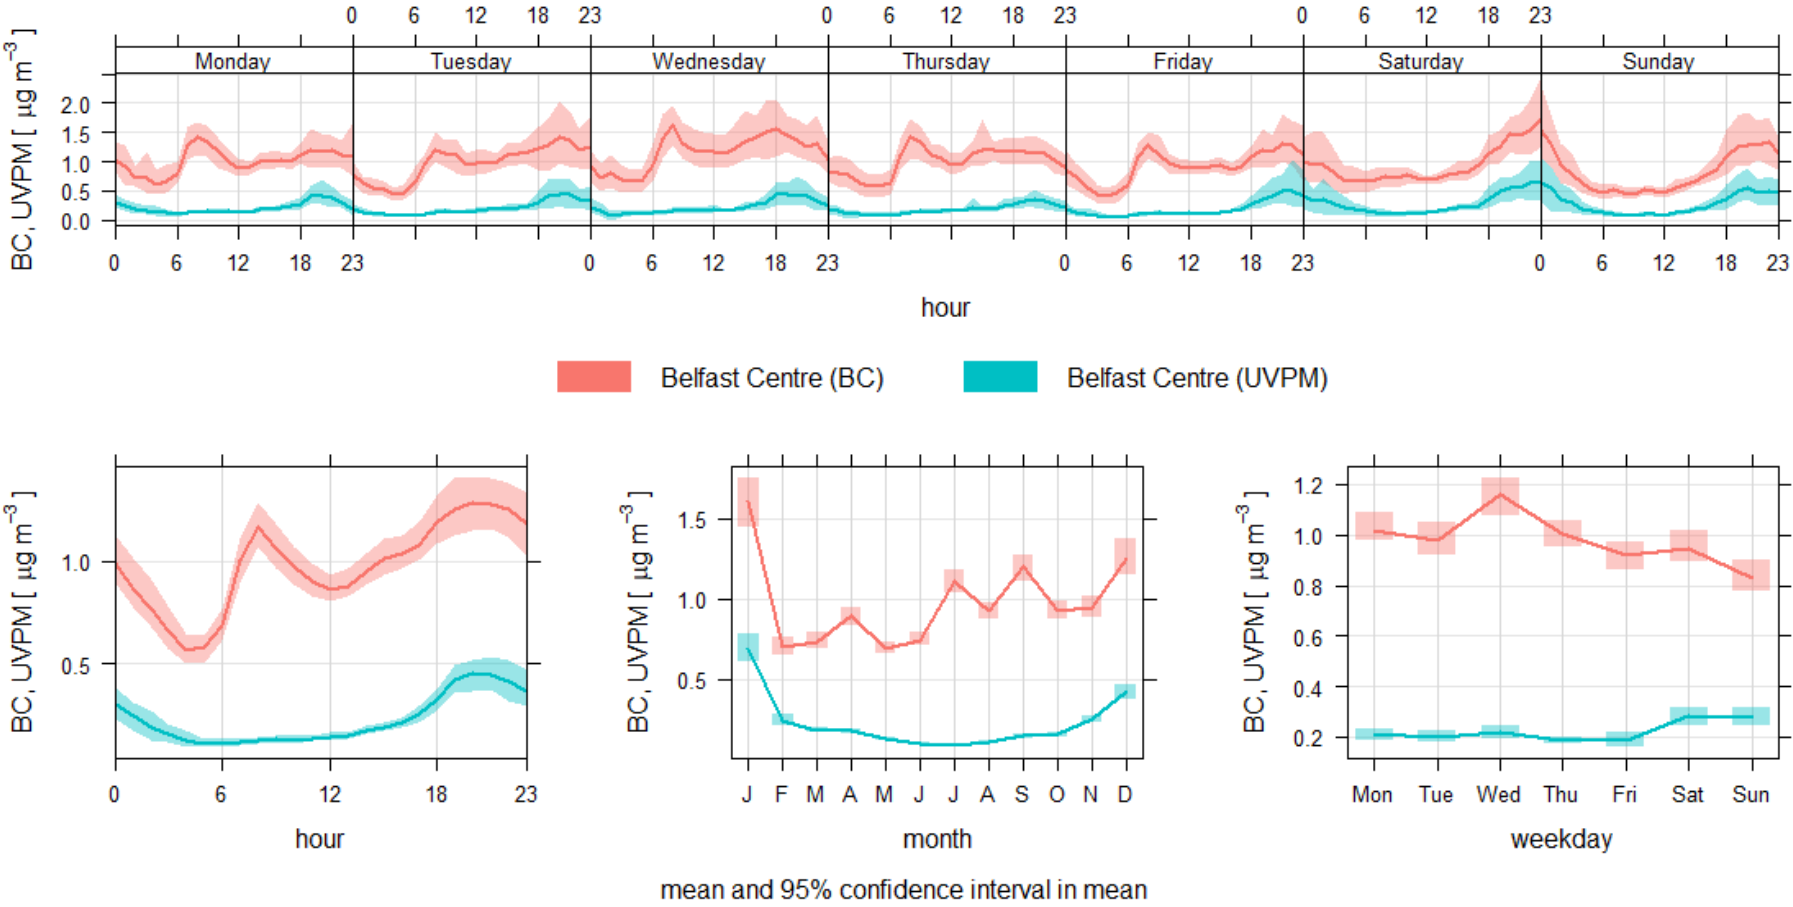 0 6 12 18 23 0 6 12 18 23 0 6 12 18 23
Monday Tuesday Wednesday Thursday Friday Saturday Sunday
BC, UVPM [ μg m⁻³ ]
2.0
1.5
1.0
0.5
0.0
0 6 12 18 23 0 6 12 18 23 0 6 12 18 23 0 6 12 18 23
hour
Belfast Centre (BC) Belfast Centre (UVPM)
BC, UVPM [ μg m⁻³ ]
1.0
0.5
0 6 12 18 23
hour
BC, UVPM [ μg m⁻³ ]
1.5
1.0
0.5
J F M A M J J A S O N D
month
BC, UVPM [ μg m⁻³ ]
1.2
1.0
0.8
0.6
0.4
0.2
Mon Tue Wed Thu Fri Sat Sun
weekday
mean and 95% confidence interval in mean